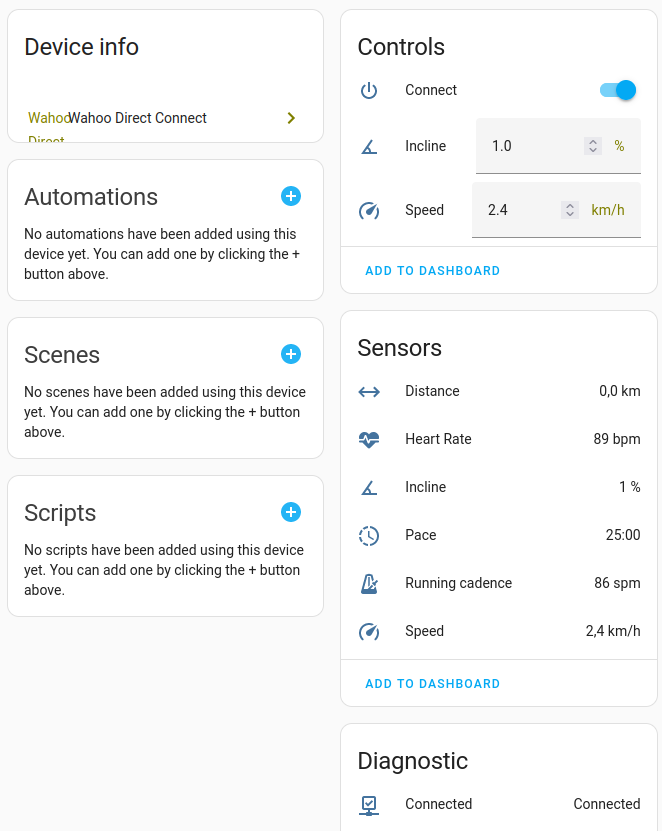 Device info
Wahoo Wahoo Direct Connect
Direct
Automations
No automations have been added using this
device yet. You can add one by clicking the +
button above.
Scenes
No scenes have been added using this device
yet. You can add one by clicking the + button
above.
Scripts
No scripts have been added using this device
yet. You can add one by clicking the + button
above.
Controls
Connect
Incline 1.0 %
Speed 2.4 km/h
ADD TO DASHBOARD
Sensors
Distance 0,0 km
Heart Rate 89 bpm
Incline 1 %
Pace 25:00
Running cadence 86 spm
Speed 2,4 km/h
ADD TO DASHBOARD
Diagnostic
Connected Connected